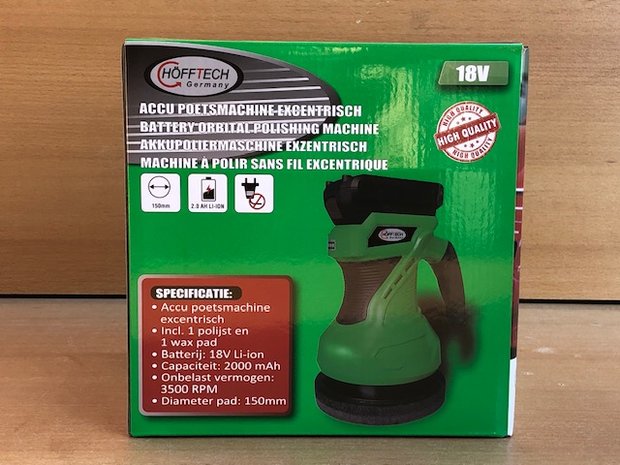 HÖFFTECH
Germany
18V
ACCU POETSMACHINE EXCENTRISCH
BATTERY ORBITAL POLISHING MACHINE
AKKUPOLIERMASCHINE EXZENTRISCH
MACHINE À POLIR SANS FIL EXCENTRIQUE
HIGH QUALITY
HIGH QUALITY
HIGH QUALITY
150mm
2.0 AH LI-ION
HÖFFTECH
SPECIFICATIE:
• Accu poetsmachine
excentrisch
• Incl. 1 polijst en
1 wax pad
• Batterij: 18V Li-ion
• Capaciteit: 2000 mAh
• Onbelast vermogen:
3500 RPM
• Diameter pad: 150mm